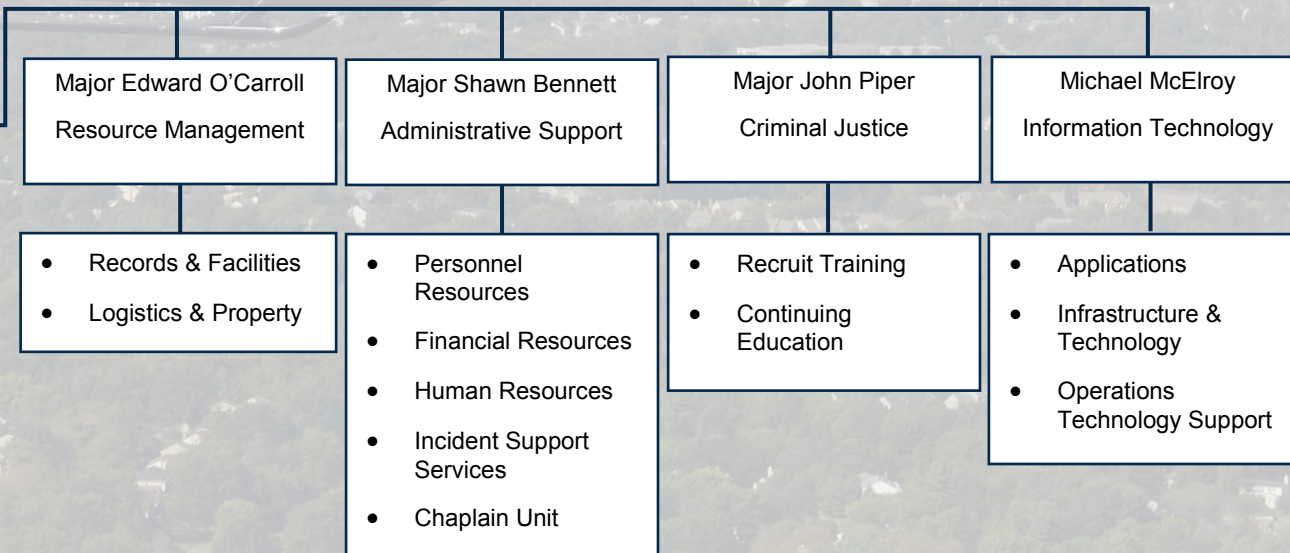 Major Edward O’Carroll
Resource Management
Major Shawn Bennett
Administrative Support
Major John Piper
Criminal Justice
Michael McElroy
Information Technology
• Records & Facilities
• Logistics & Property
• Personnel
Resources
• Financial Resources
• Human Resources
• Incident Support
Services
• Chaplain Unit
• Recruit Training
• Continuing
Education
• Applications
• Infrastructure &
Technology
• Operations
Technology Support